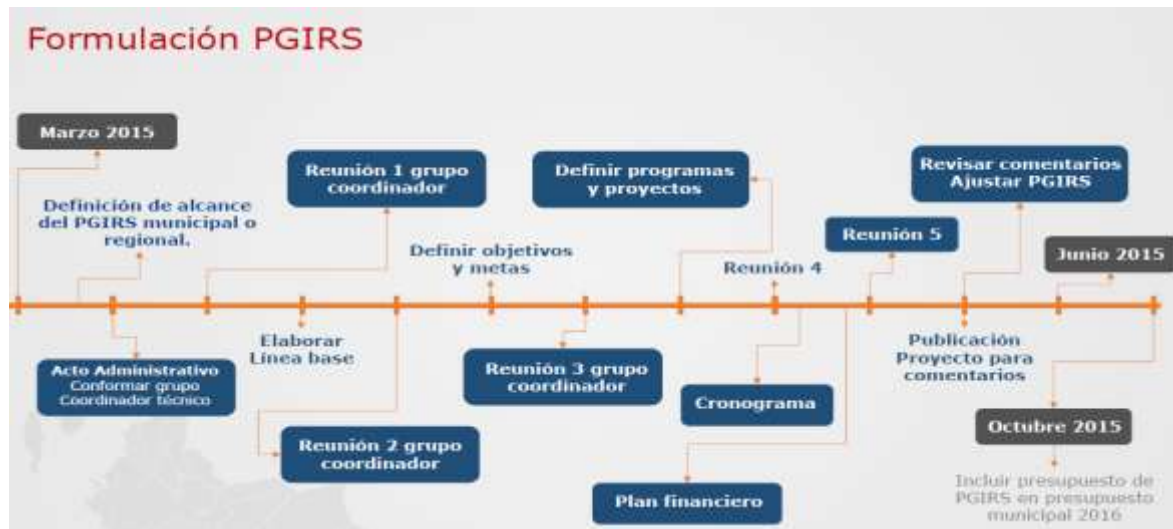 Formulación PGIRS
Marzo 2015
Definición de alcance
del PGIRS municipal o
regional.
Acto Administrativo
Conformar grupo
Coordinador técnico
Reunión 1 grupo
coordinador
Elaborar
Línea base
Reunión 2 grupo
coordinador
Definir objetivos
y metas
Reunión 3 grupo
coordinador
Definir programas
y proyectos
Reunión 4
Cronograma
Plan financiero
Reunión 5
Publicación
Proyecto para
comentarios
Revisar comentarios
Ajustar PGIRS
Junio 2015
Octubre 2015
Incluir presupuesto de
PGIRS en presupuesto
municipal 2016